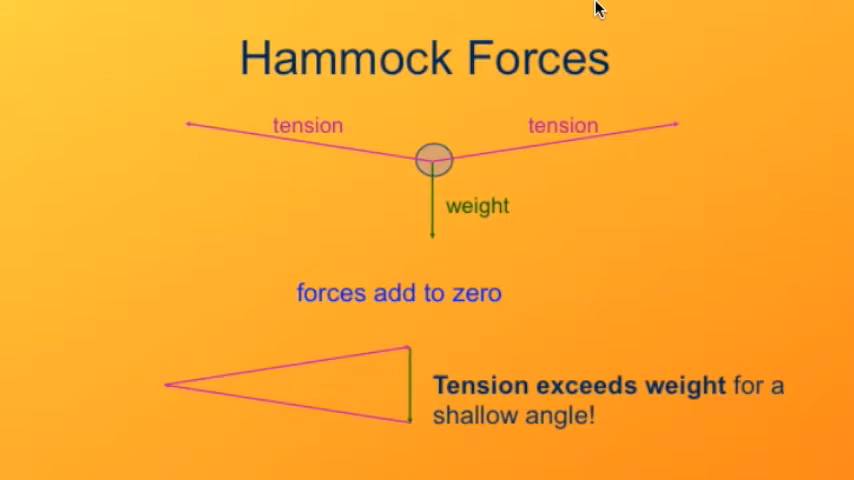 Hammock Forces
tension tension
weight
forces add to zero
Tension exceeds weight for a
shallow angle!